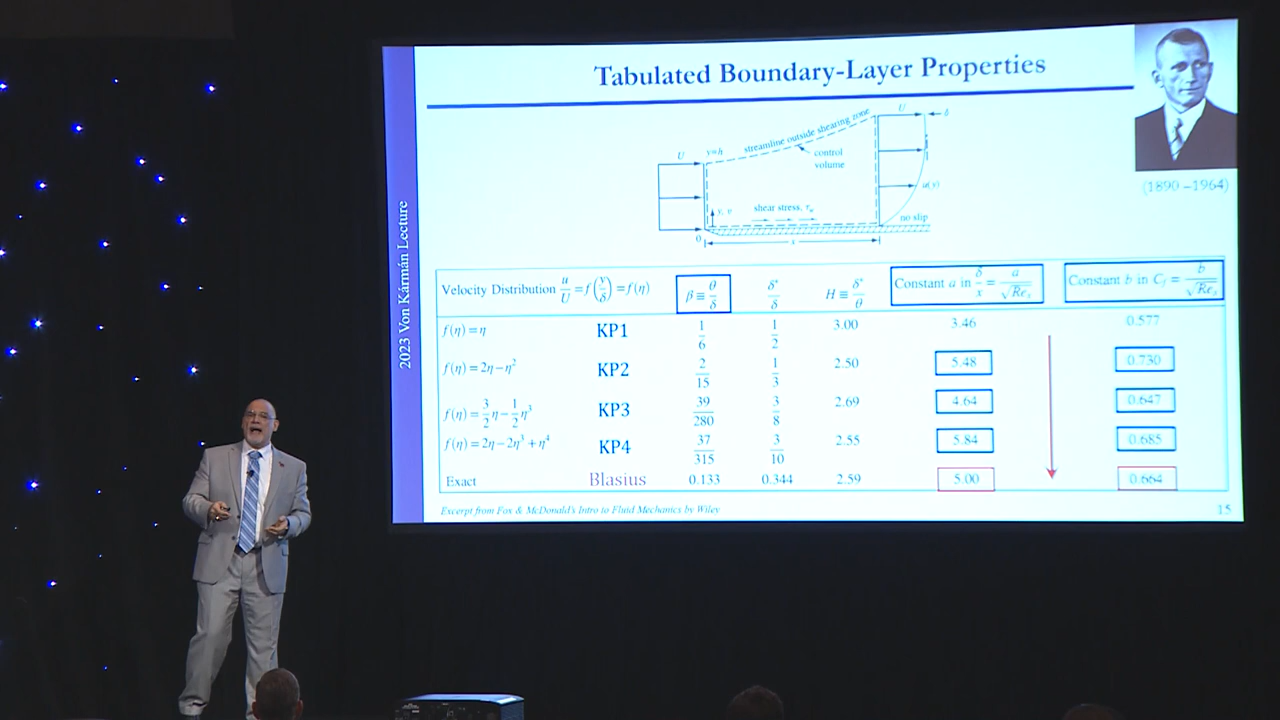 Tabulated Boundary-Layer Properties
2023 Von Kármán Lecture
(1890 –1964)
U
δ
streamline outside shearing zone
y=h
U
control
volume
u(y)
y, v
shear stress, τw
no slip
0
x
Velocity Distribution u/U = f(y/δ) = f(η)
β ≡ θ/δ
δ*/δ
H ≡ δ*/θ
Constant a in δ/x = a/√Reₓ
Constant b in C_f = b/√Reₓ
f(η) = η KP1 1/6 1/2 3.00 3.46 0.577
f(η) = 2η − η² KP2 2/15 1/3 2.50 5.48 0.730
f(η) = 3/2 η − 1/2 η³ KP3 39/280 3/8 2.69 4.64 0.647
f(η) = 2η − 2η³ + η⁴ KP4 37/315 3/10 2.55 5.84 0.685
Exact Blasius 0.133 0.344 2.59 5.00 0.664
Excerpt from Fox & McDonald's Intro to Fluid Mechanics by Wiley
15